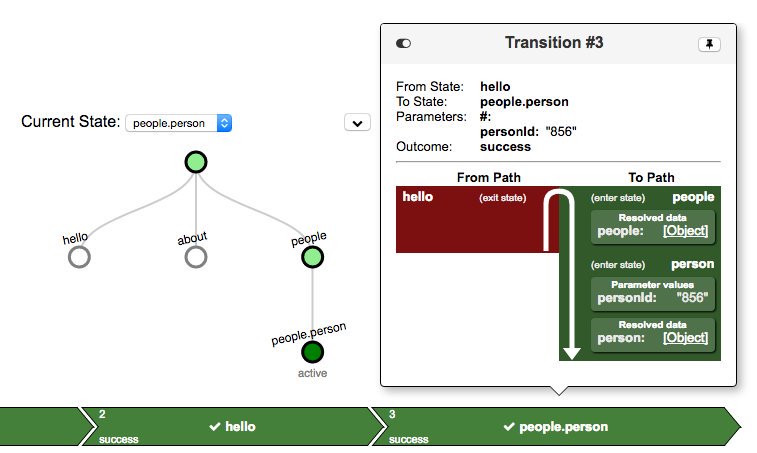 Transition #3
From State: hello
To State: people.person
Parameters: #:
personId: "856"
Outcome: success
From Path To Path
hello (exit state) (enter state) people
Resolved data
people: [Object]
(enter state) person
Parameter values
personId: "856"
Resolved data
person: [Object]
Current State: people.person
hello about people
people.person
active
2
hello
success
3
people.person
success